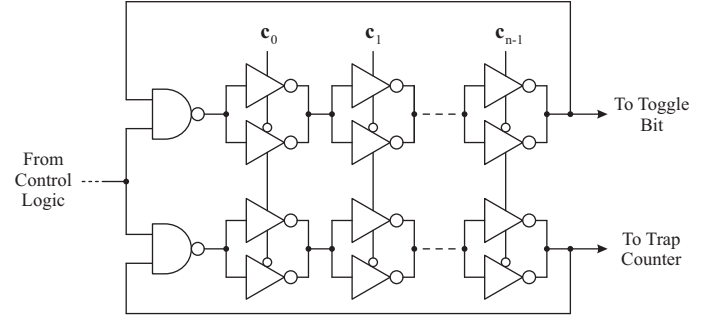 c0
c1
cn-1
To Toggle
Bit
From
Control
Logic
To Trap
Counter